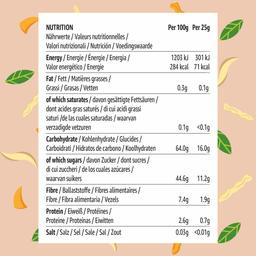 NUTRITION Per 100g Per 25g
Nährwerte / Valeurs nutritionnelles /
Valori nutrizionali / Nutrición / Voedingswaarde
Energy / Energie / Énergie / Energia / 1203 kJ 301 kJ
Valor energético / Energie 284 kcal 71 kcal
Fat / Fett / Matières grasses /
Grassi / Grasas / Vetten 0.3g 0.1g
of which saturates / davon gesättigte Fettsäuren /
dont acides gras saturés / di cui acidi grassi
saturi /de las cuales saturadas / waarvan
verzadigde vetzuren 0.1g <0.1g
Carbohydrate / Kohlenhydrate / Glucides /
Carboidrati / Hidratos de carbono / Koolhydraten 64.0g 16.0g
of which sugars / davon Zucker / dont sucres /
di cui zuccheri / de los cuales azúcares /
waarvan suikers 44.6g 11.2g
Fibre / Ballaststoffe / Fibres alimentaires /
Fibre / Fibra alimentaria / Vezels 7.4g 1.9g
Protein / Eiweiß / Protéines /
Proteine / Proteínas / Eiwitten 2.6g 0.7g
Salt / Salz / Sel / Sale / Sal / Zout 0.03g <0.01g